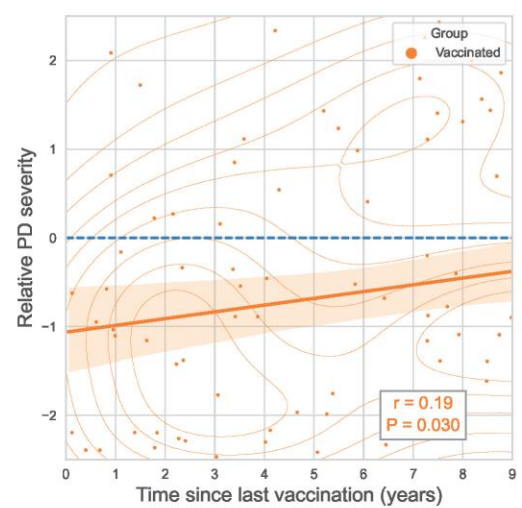 Group
Vaccinated
Relative PD severity
2
1
0
−1
−2
r = 0.19
P = 0.030
0 1 2 3 4 5 6 7 8 9
Time since last vaccination (years)